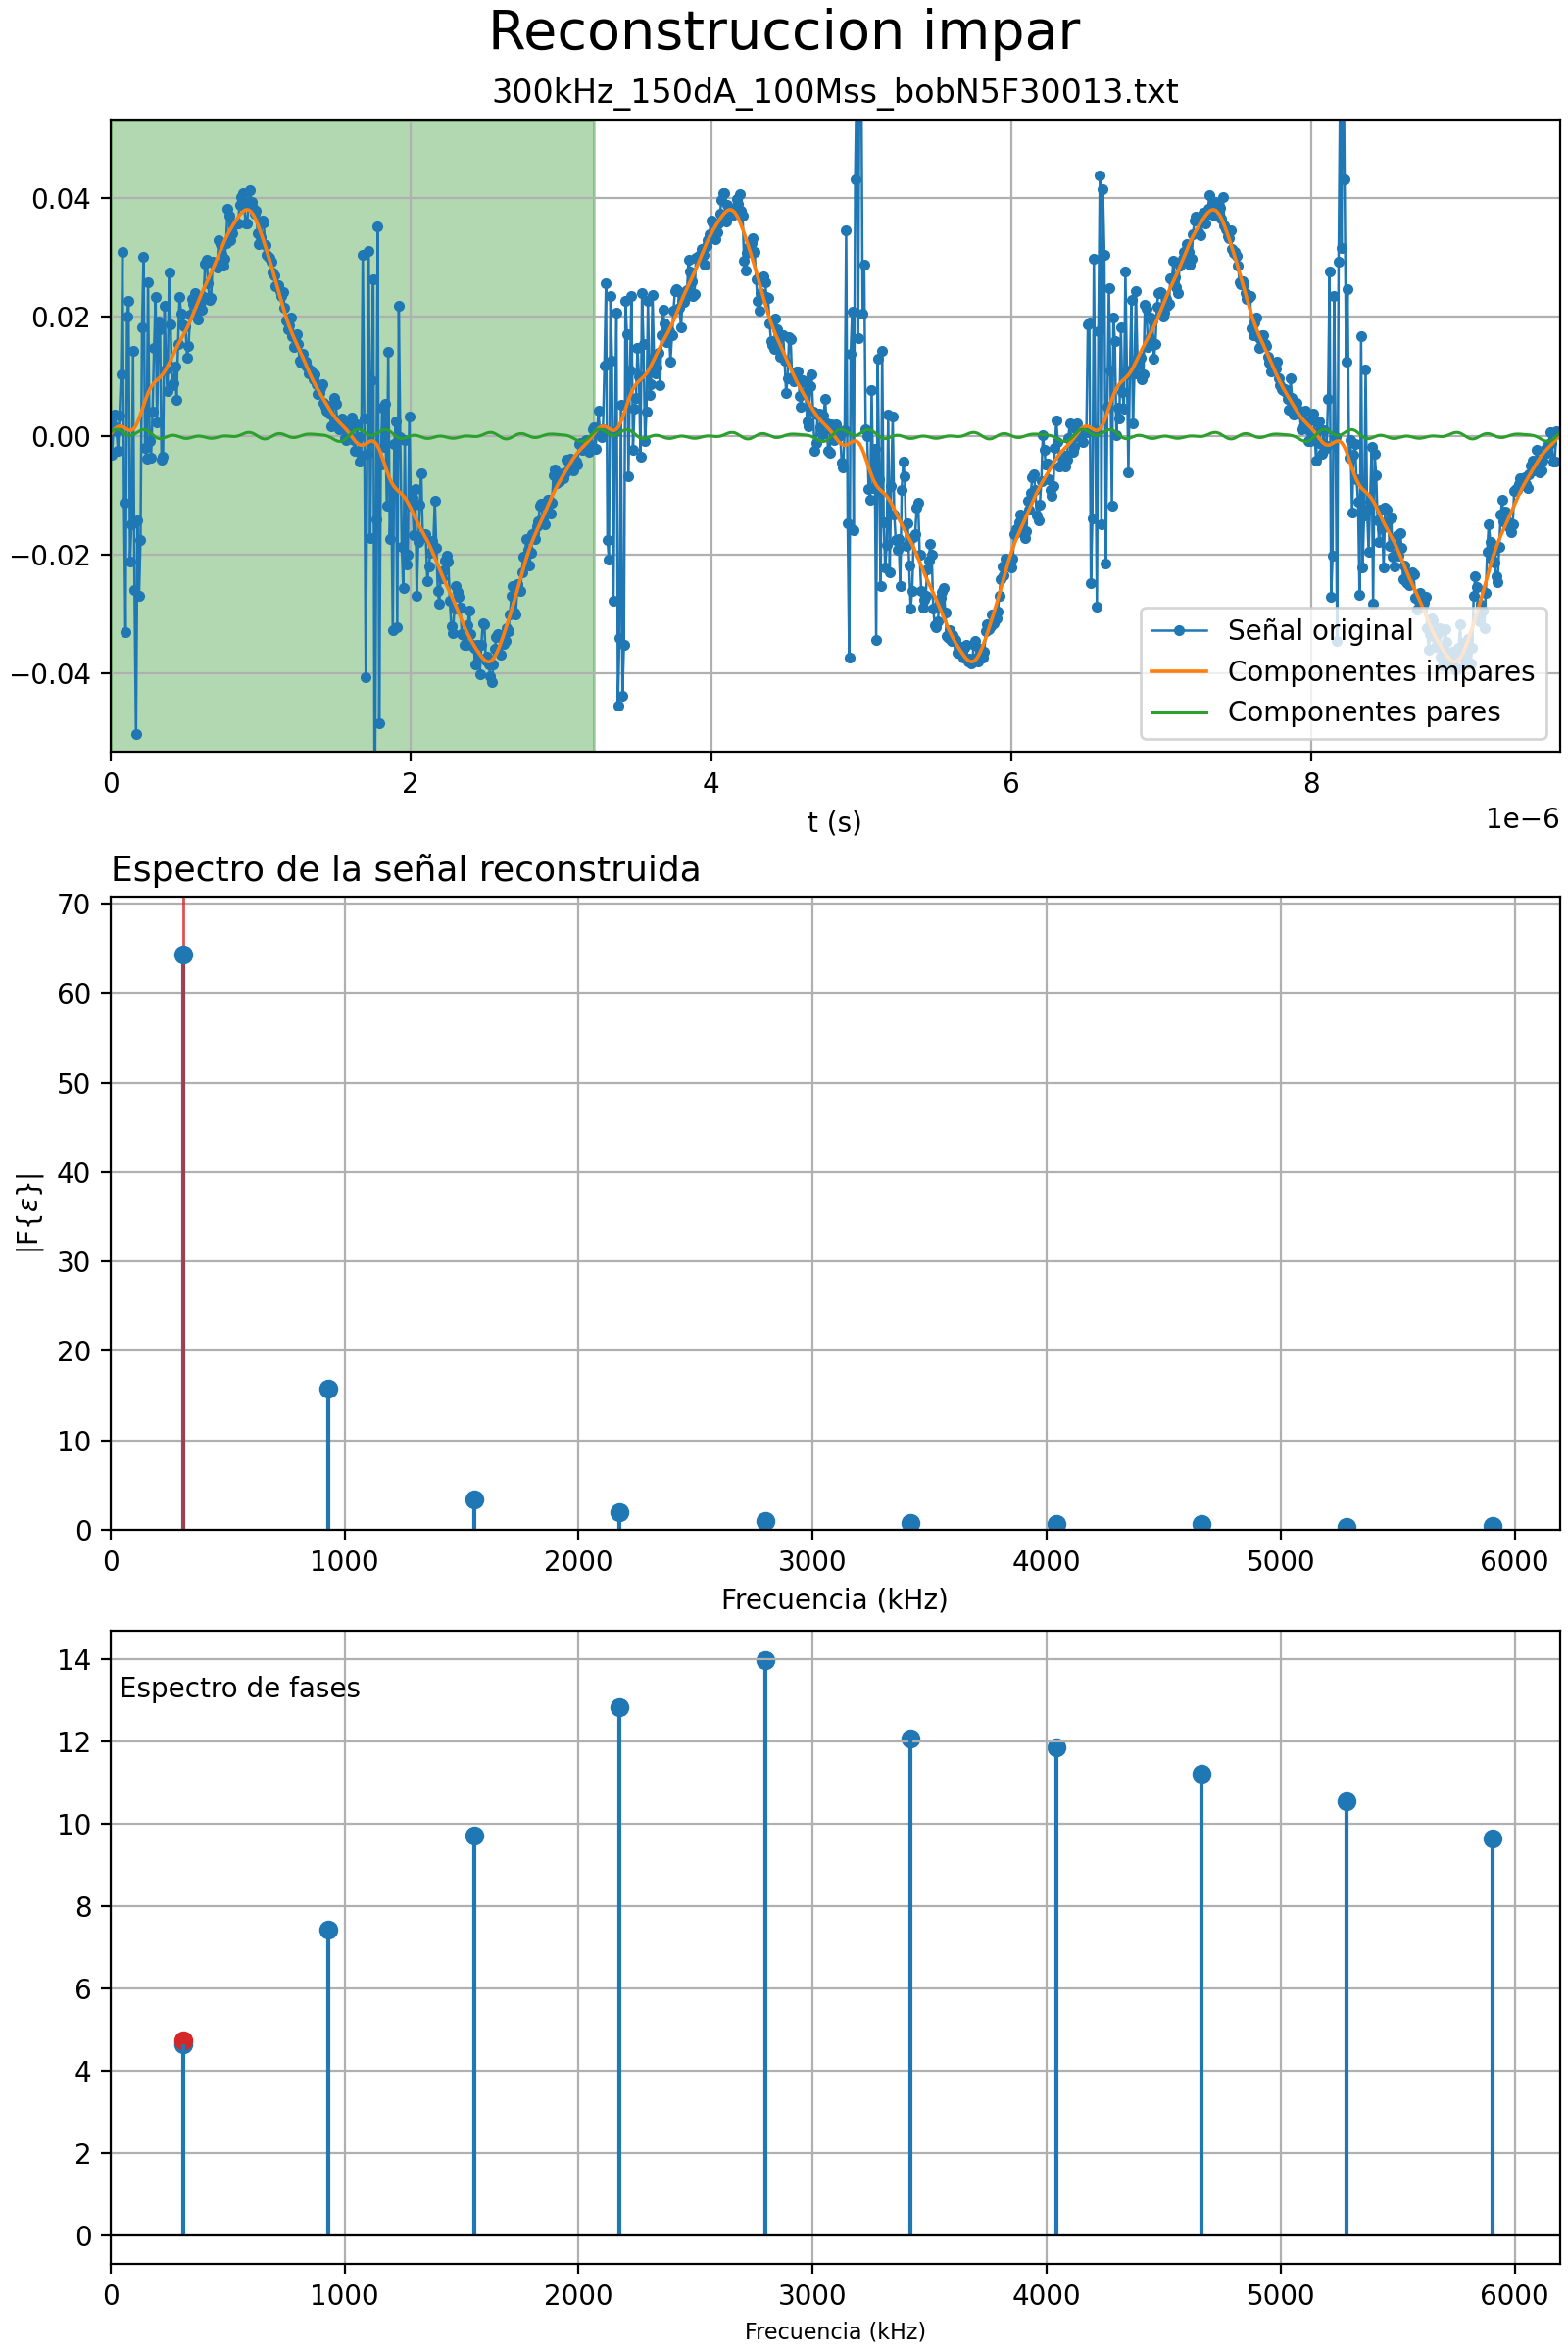 Reconstruccion impar
300kHz_150dA_100Mss_bobN5F30013.txt
0.04
0.02
0.00
−0.02
−0.04
Señal original
Componentes impares
Componentes pares
0 2 4 6 8
1e−6
t (s)
Espectro de la señal reconstruida
70
60
50
40
30
20
10
0
|F{ε}|
0 1000 2000 3000 4000 5000 6000
Frecuencia (kHz)
14
Espectro de fases
12
10
8
6
4
2
0
0 1000 2000 3000 4000 5000 6000
Frecuencia (kHz)